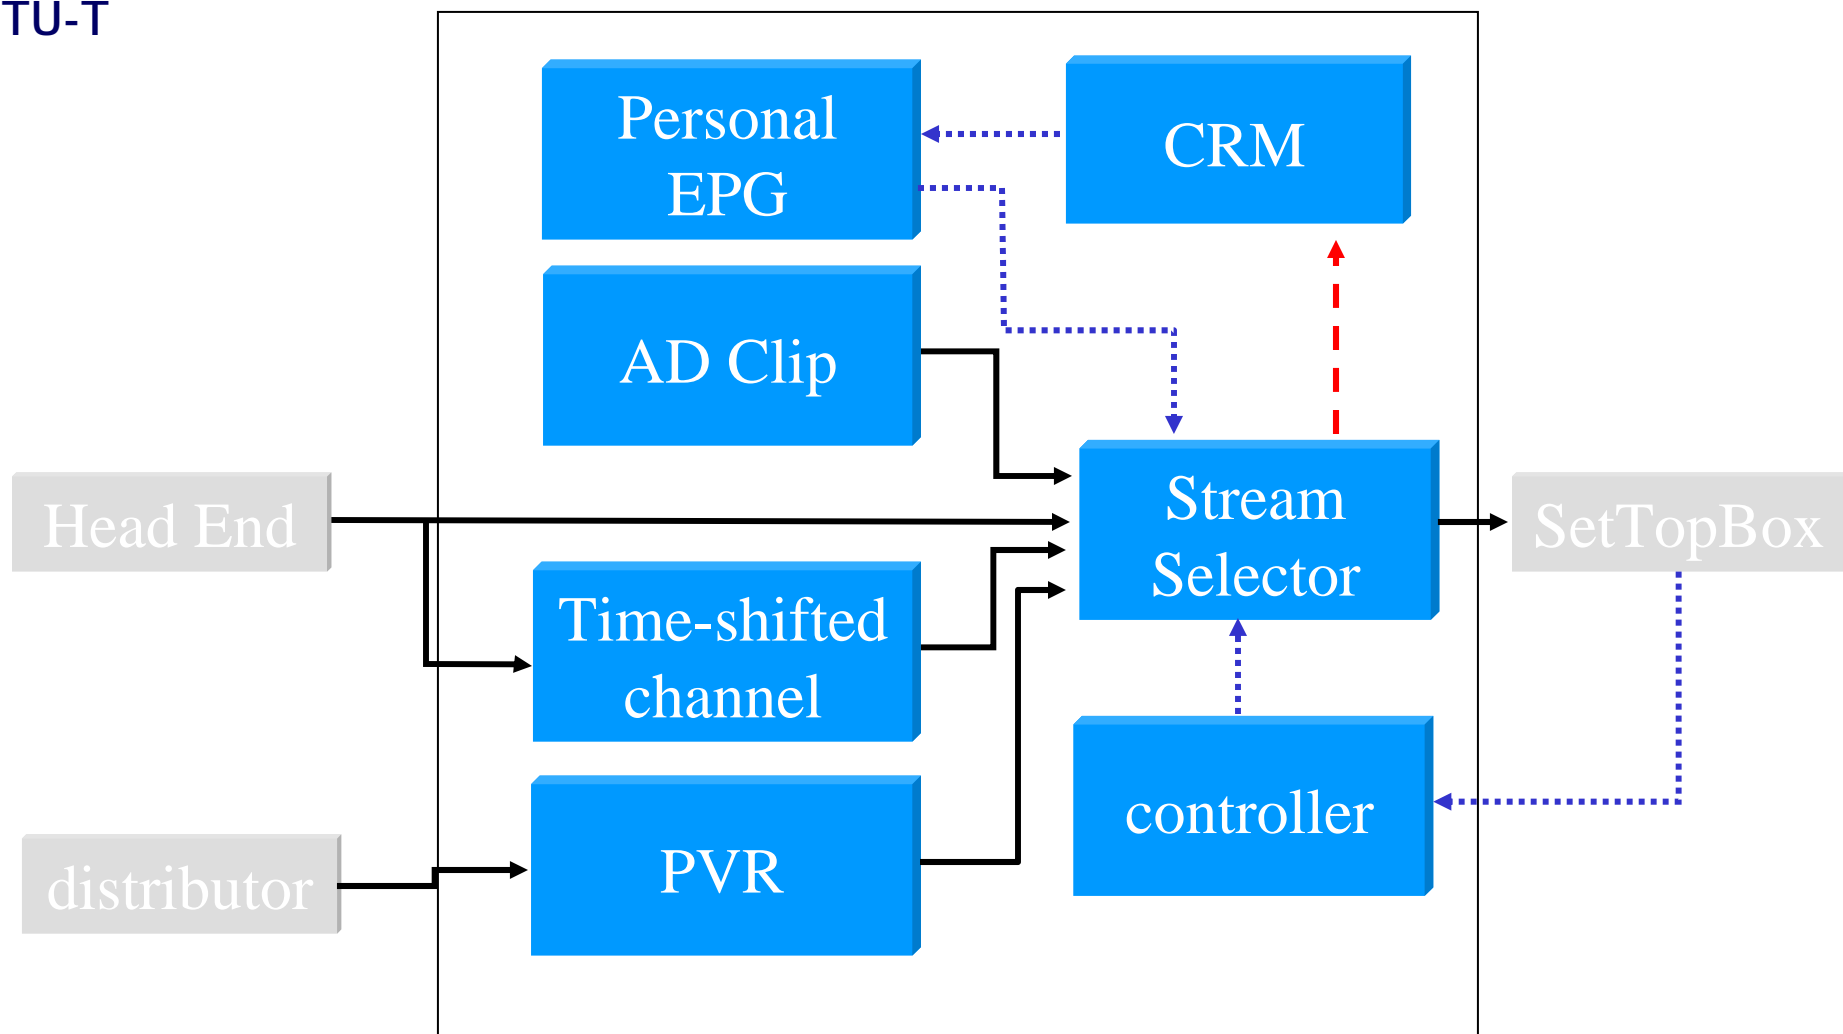 TU-T
Personal
EPG
CRM
AD Clip
Head End
Stream
Selector
SetTopBox
Time-shifted
channel
controller
PVR
distributor